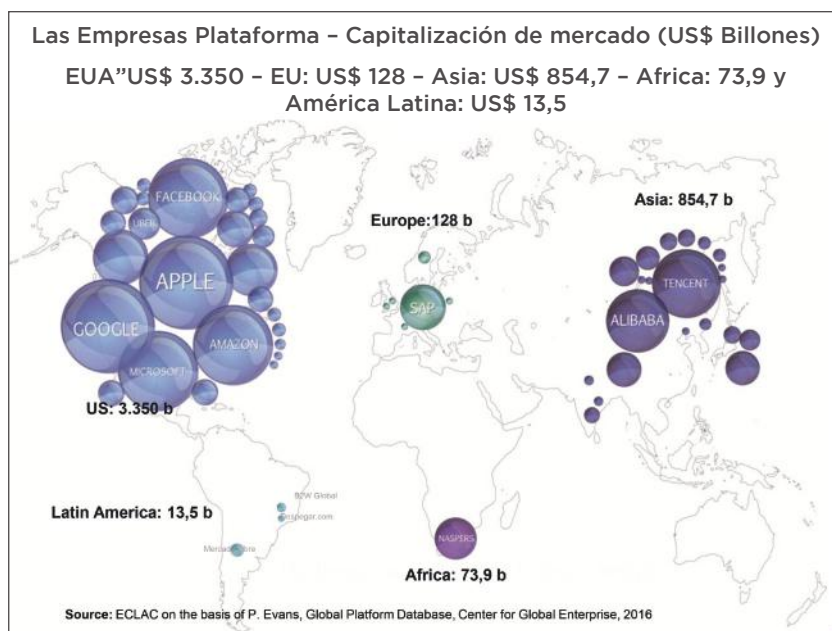 Las Empresas Plataforma – Capitalización de mercado (US$ Billones)
EUA”US$ 3.350 – EU: US$ 128 – Asia: US$ 854,7 – Africa: 73,9 y
América Latina: US$ 13,5
FACEBOOK
UBER
APPLE
GOOGLE
AMAZON
MICROSOFT
US: 3.350 b
Europe:128 b
SAP
Asia: 854,7 b
TENCENT
ALIBABA
Latin America: 13,5 b
B2W Global
Despegar.com
NASPERS
Africa: 73,9 b
Source: ECLAC on the basis of P. Evans, Global Platform Database, Center for Global Enterprise, 2016